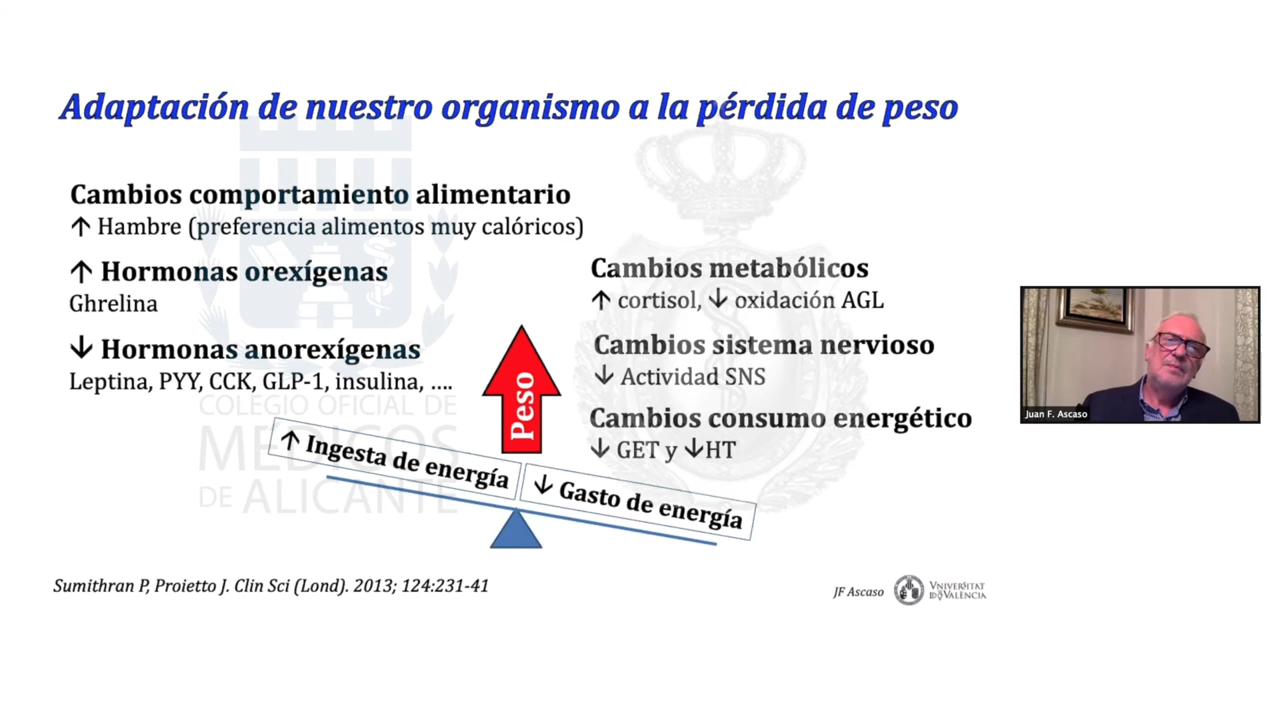 Adaptación de nuestro organismo a la pérdida de peso
Cambios comportamiento alimentario
↑ Hambre (preferencia alimentos muy calóricos)
↑ Hormonas orexígenas
Ghrelina
↓ Hormonas anorexígenas
Leptina, PYY, CCK, GLP-1, insulina, ....
Cambios metabólicos
↑ cortisol, ↓ oxidación AGL
Cambios sistema nervioso
↓ Actividad SNS
Cambios consumo energético
↓ GET y ↓HT
Peso
↑ Ingesta de energía
↓ Gasto de energía
COLEGIO OFICIAL DE
MÉDICOS
DE ALICANTE
Sumithran P, Proietto J. Clin Sci (Lond). 2013; 124:231-41
JF Ascaso
VNIVERSITAT
ID VALÈNCIA
Juan F. Ascaso